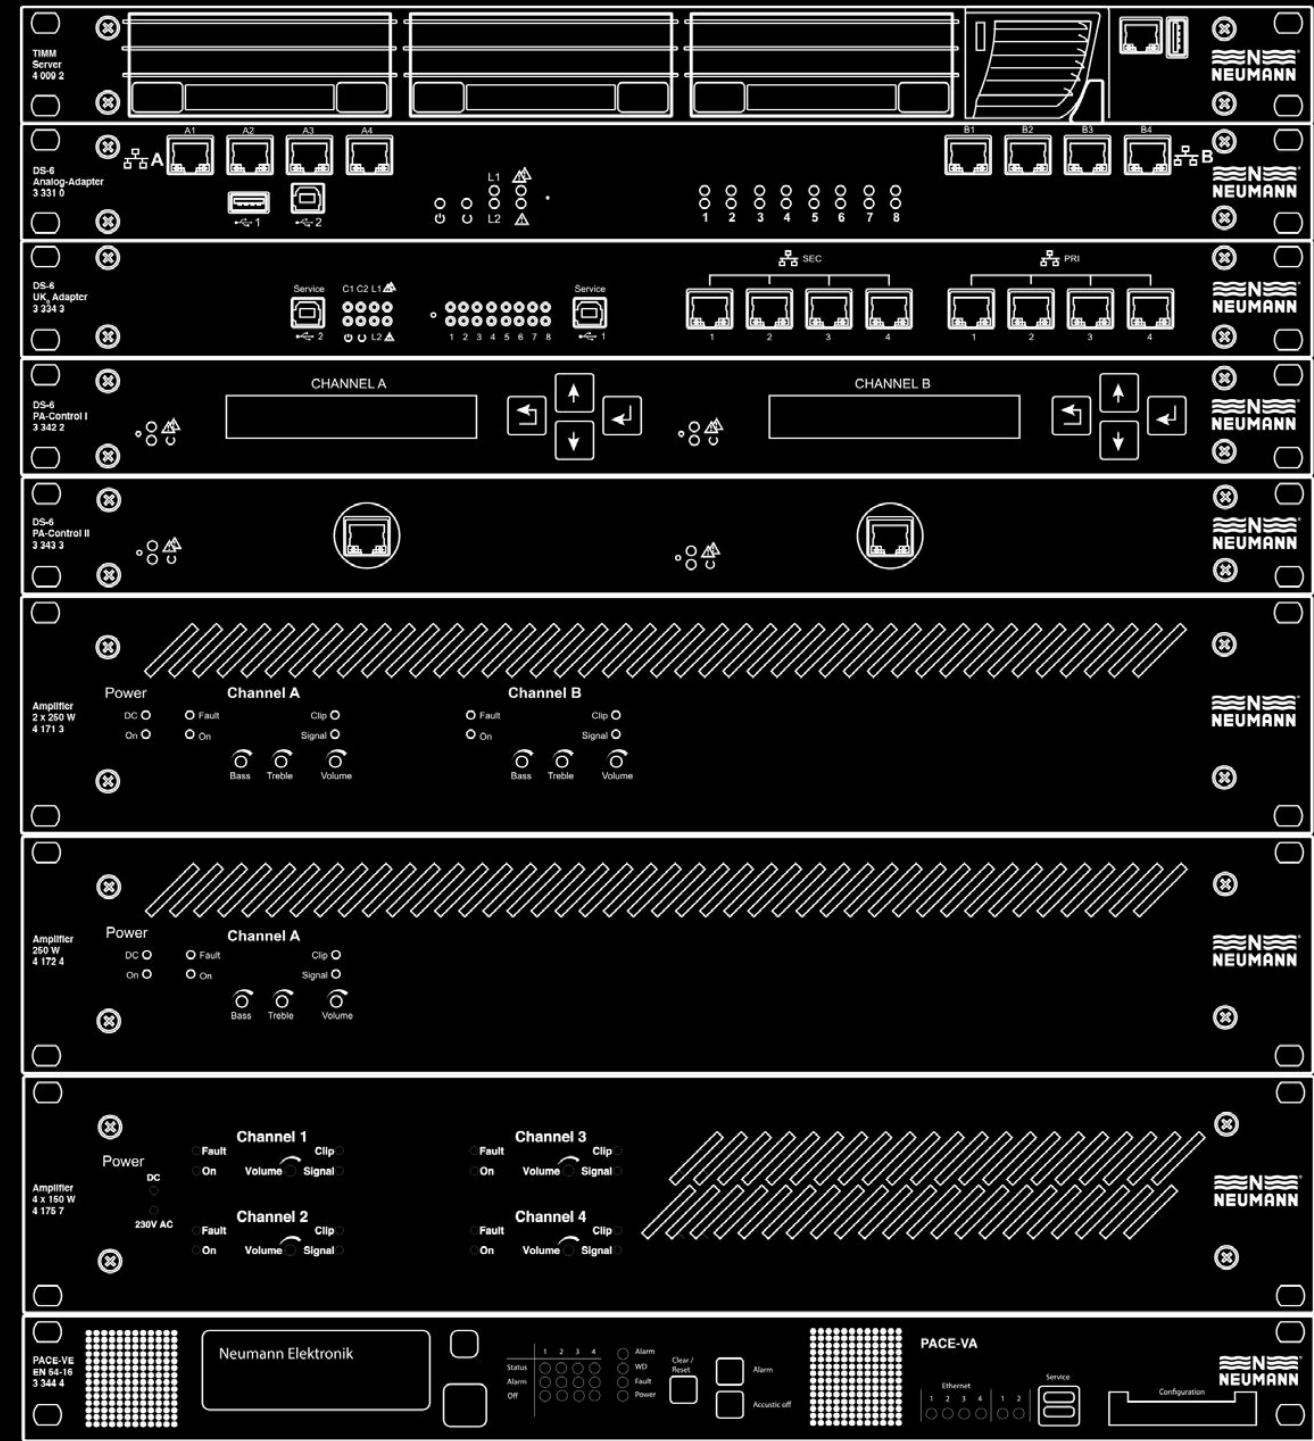 TIMM
Server
4 009 2
N
NEUMANN
A1 A2 A3 A4
B1 B2 B3 B4
A
B
DS-6
Analog-Adapter
3 331 0
L1
1 2
L2
1 2 3 4 5 6 7 8
N
NEUMANN
SEC
PRI
DS-6
UK0 Adapter
3 334 3
Service
C1 C2 L1
Service
2
L2
1 2 3 4 5 6 7 8
1
1 2 3 4
1 2 3 4
N
NEUMANN
CHANNEL A
CHANNEL B
DS-6
PA-Control I
3 342 2
N
NEUMANN
DS-6
PA-Control II
3 343 3
N
NEUMANN
Power
Channel A
Channel B
Amplifier
2 x 250 W
4 171 3
DC
Fault
Clip
Fault
Clip
On
On
Signal
On
Signal
Bass Treble Volume
Bass Treble Volume
N
NEUMANN
Power
Channel A
Amplifier
250 W
4 172 4
DC
Fault
Clip
On
On
Signal
Bass Treble Volume
N
NEUMANN
Channel 1
Channel 3
Fault
Clip
Fault
Clip
Power
On
Volume
Signal
On
Volume
Signal
DC
Amplifier
4 x 150 W
4 175 7
230V AC
Channel 2
Channel 4
Fault
Clip
Fault
Clip
On
Volume
Signal
On
Volume
Signal
N
NEUMANN
PACE-VE
EN 54-16
3 344 4
Neumann Elektronik
1 2 3 4
Status
Alarm
Off
Alarm
WD
Fault
Power
Clear /
Reset
Alarm
Accustic off
PACE-VA
Ethernet
1 2 3 4 1 2
Service
Configuration
N
NEUMANN